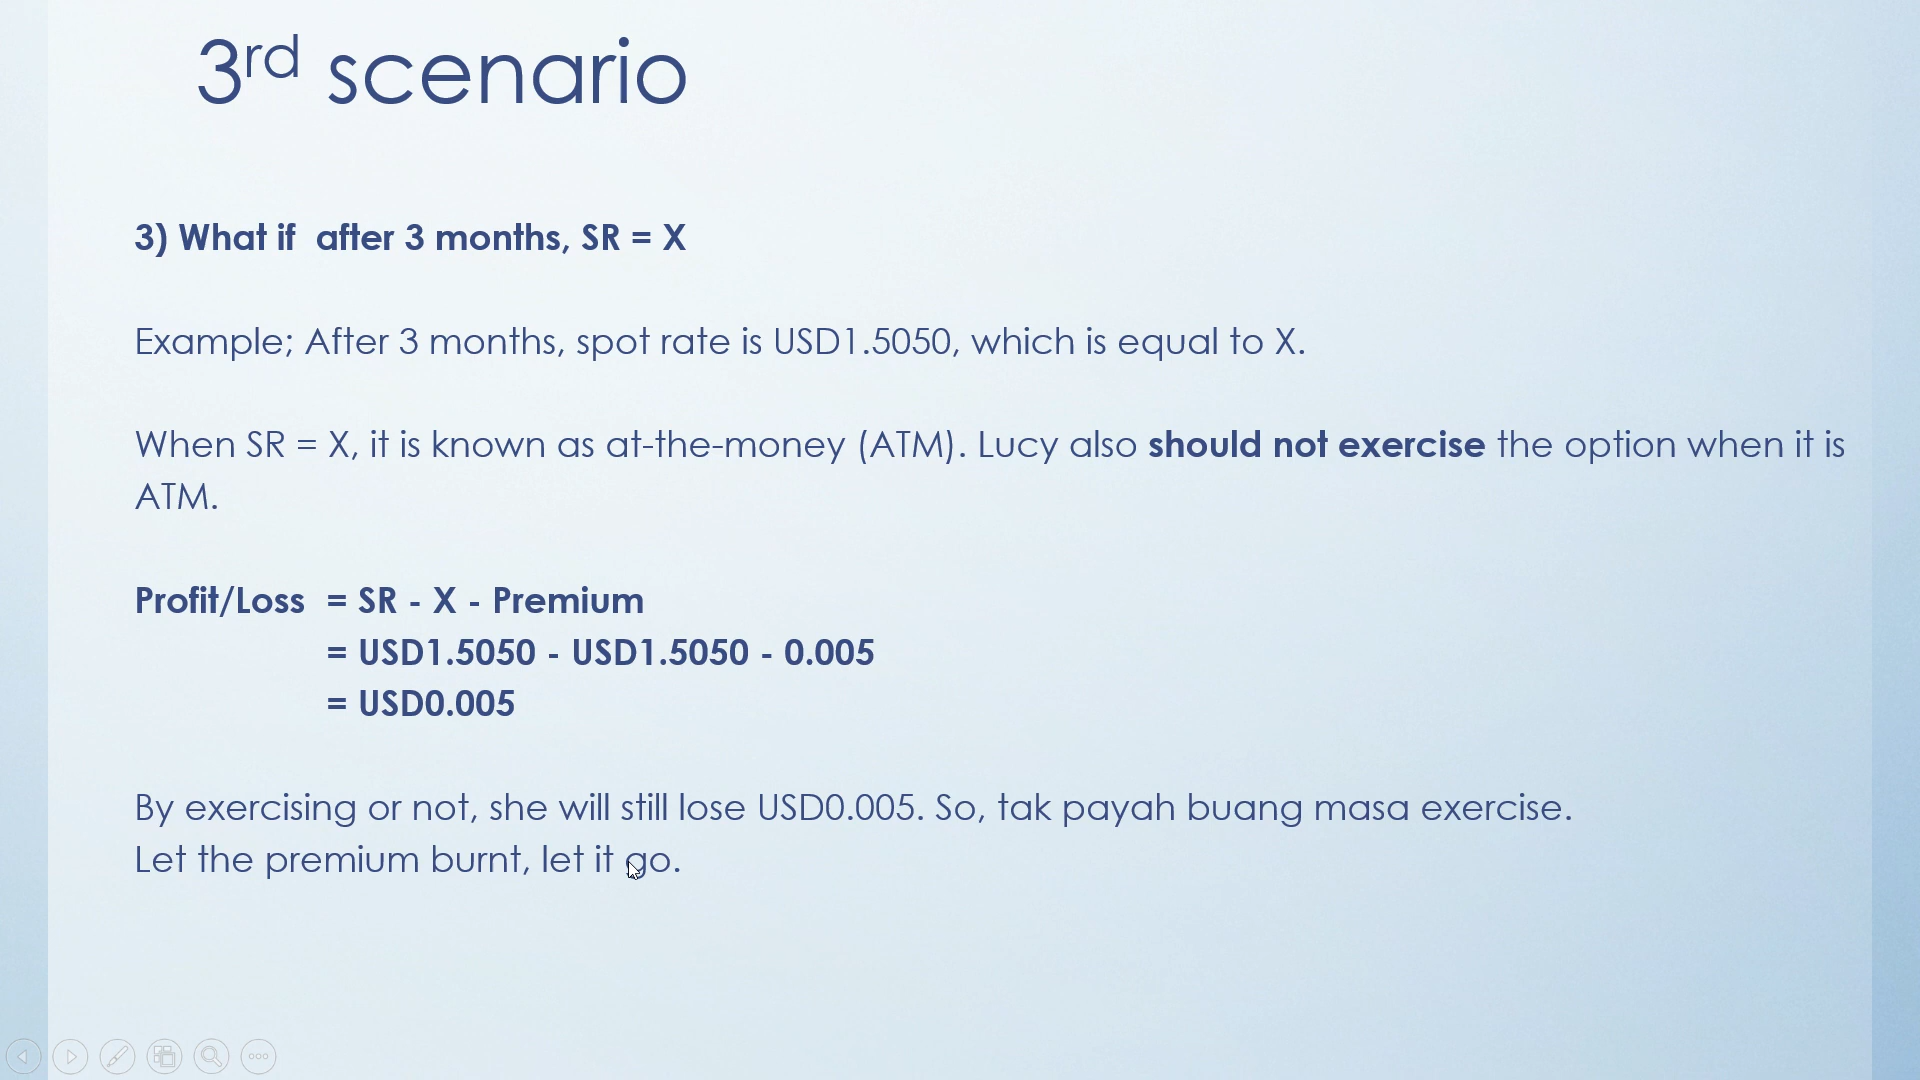 3rd scenario
3) What if after 3 months, SR = X
Example; After 3 months, spot rate is USD1.5050, which is equal to X.
When SR = X, it is known as at-the-money (ATM). Lucy also should not exercise the option when it is
ATM.
Profit/Loss = SR - X - Premium
= USD1.5050 - USD1.5050 - 0.005
= USD0.005
By exercising or not, she will still lose USD0.005. So, tak payah buang masa exercise.
Let the premium burnt, let it go.